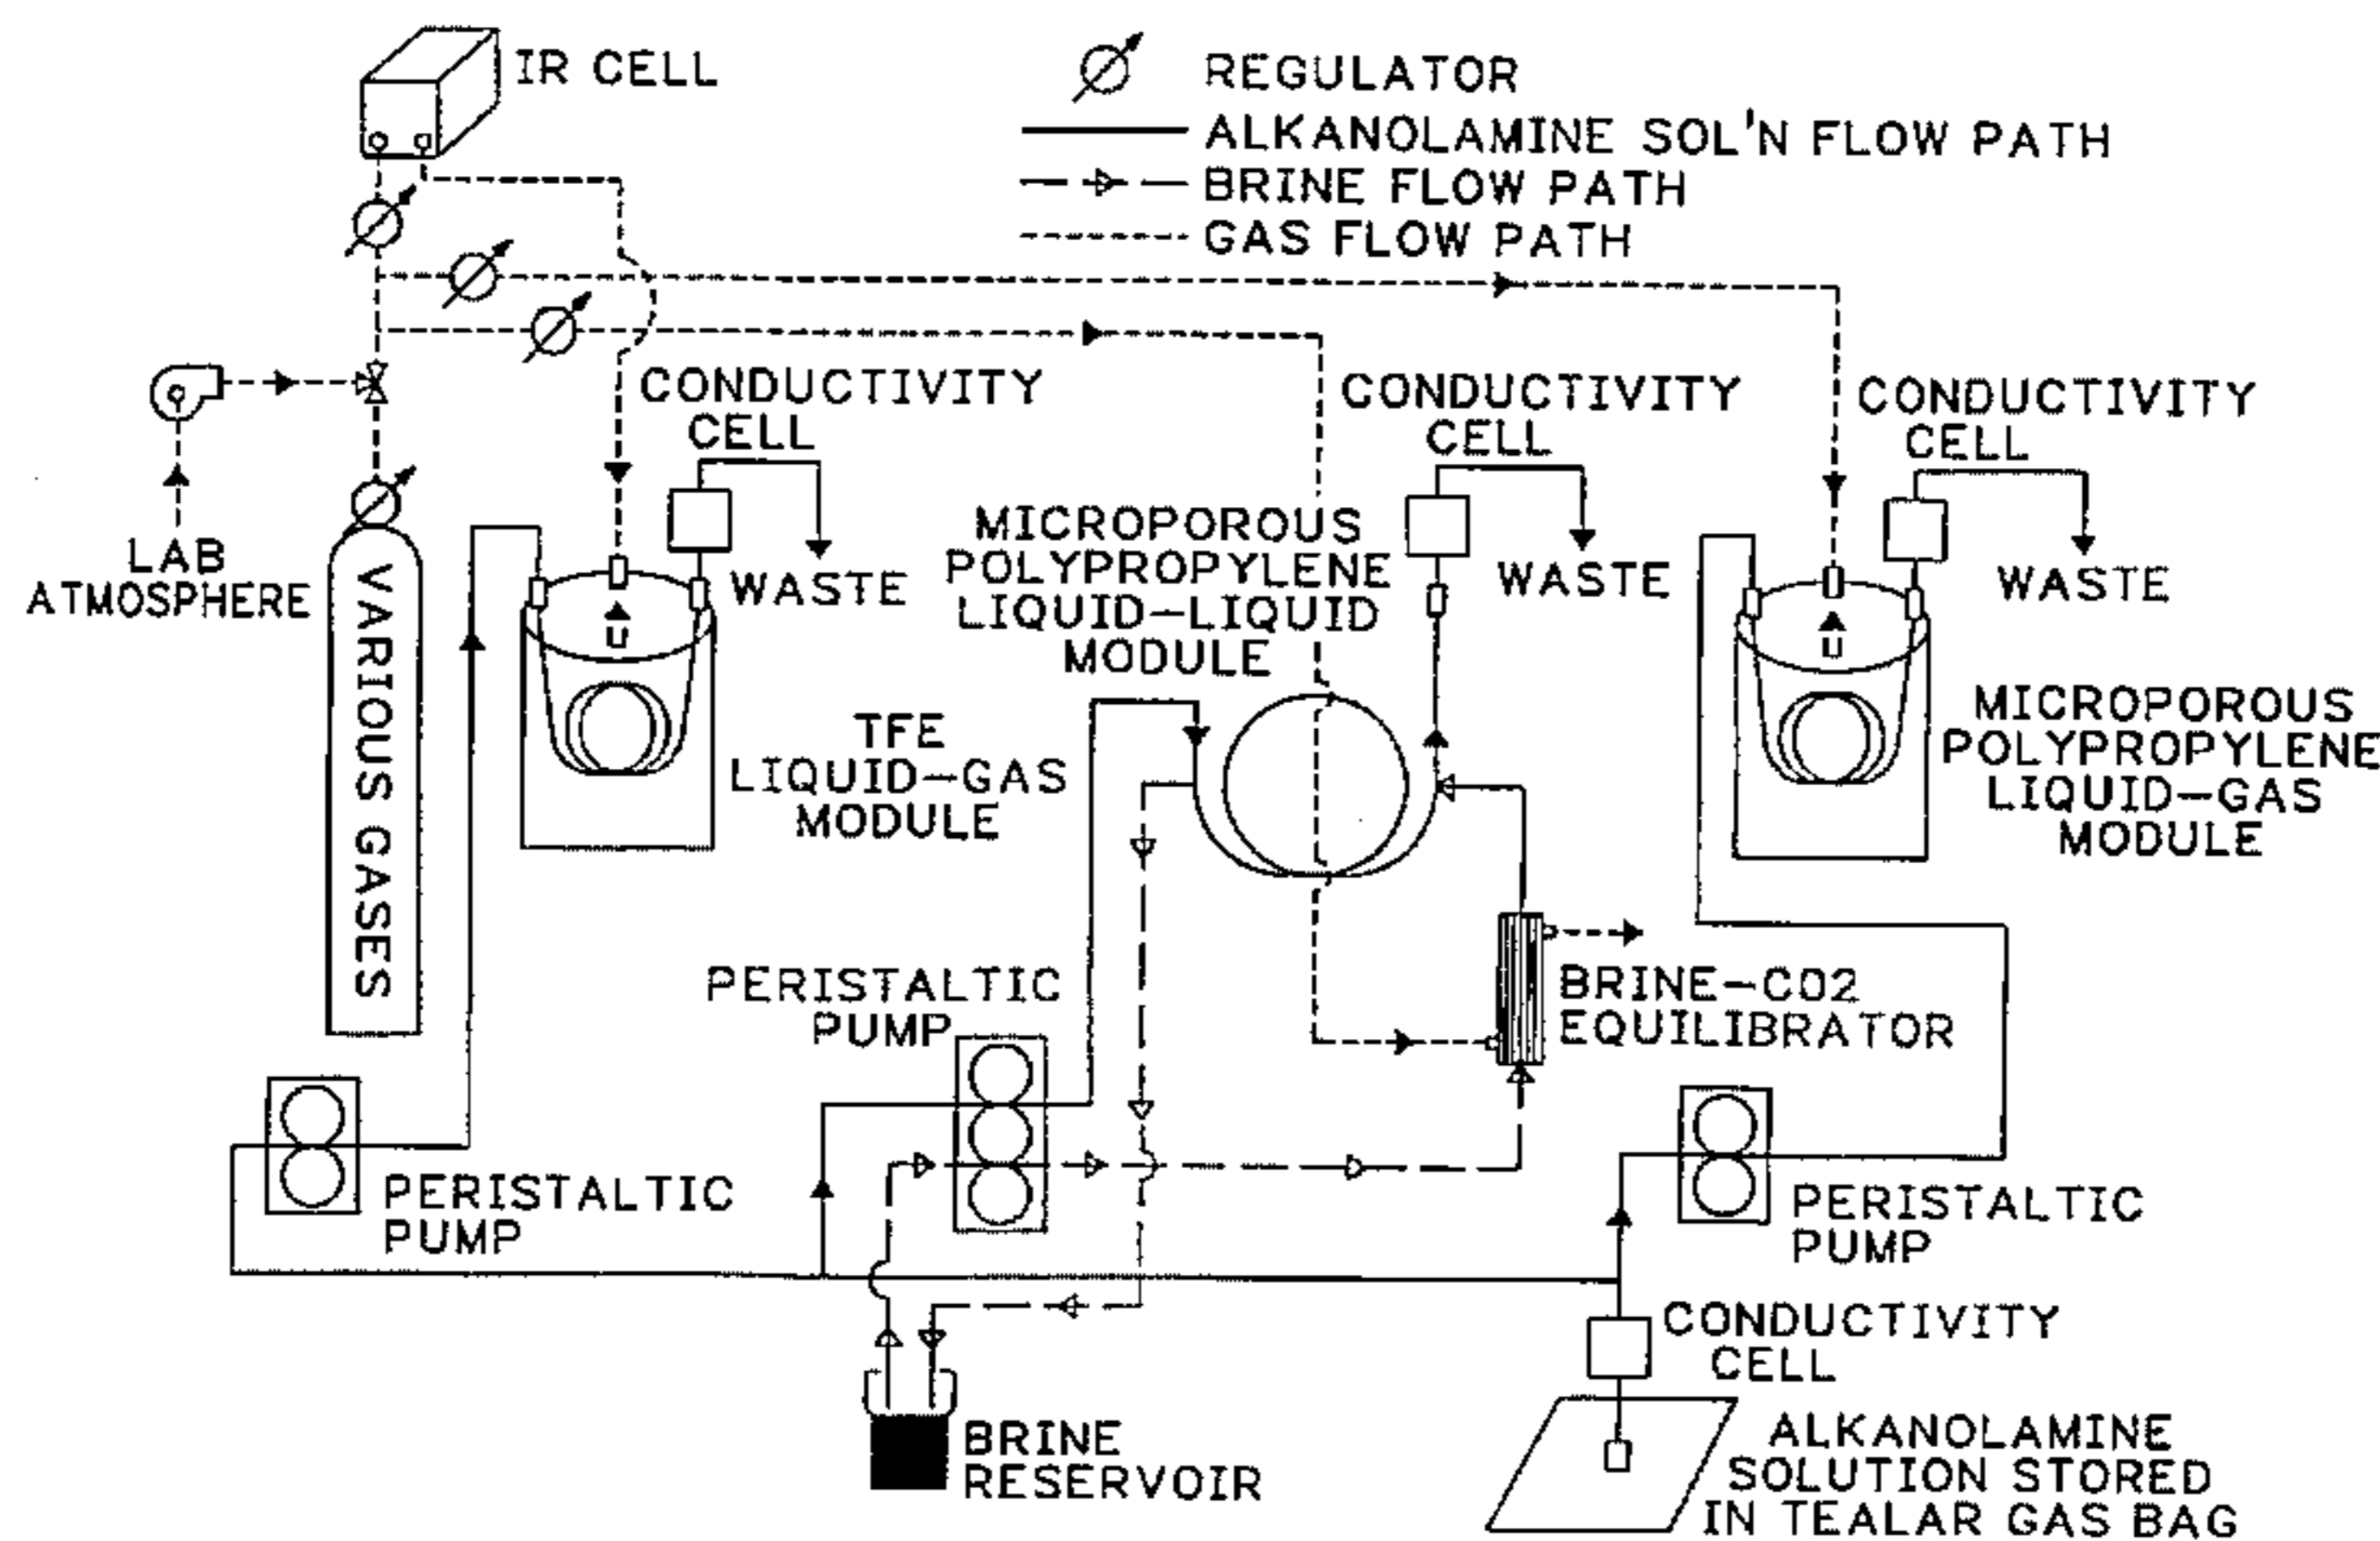 IR CELL
REGULATOR
ALKANOLAMINE SOL'N FLOW PATH
BRINE FLOW PATH
GAS FLOW PATH
LAB
ATMOSPHERE
VARIOUS GASES
CONDUCTIVITY
CELL
WASTE
TFE
LIQUID-GAS
MODULE
MICROPOROUS
POLYPROPYLENE
LIQUID-LIQUID
MODULE
CONDUCTIVITY
CELL
WASTE
CONDUCTIVITY
CELL
WASTE
MICROPOROUS
POLYPROPYLENE
LIQUID-GAS
MODULE
PERISTALTIC
PUMP
BRINE-CO2
EQUILIBRATOR
PERISTALTIC
PUMP
PERISTALTIC
PUMP
BRINE
RESERVOIR
CONDUCTIVITY
CELL
ALKANOLAMINE
SOLUTION STORED
IN TEALAR GAS BAG